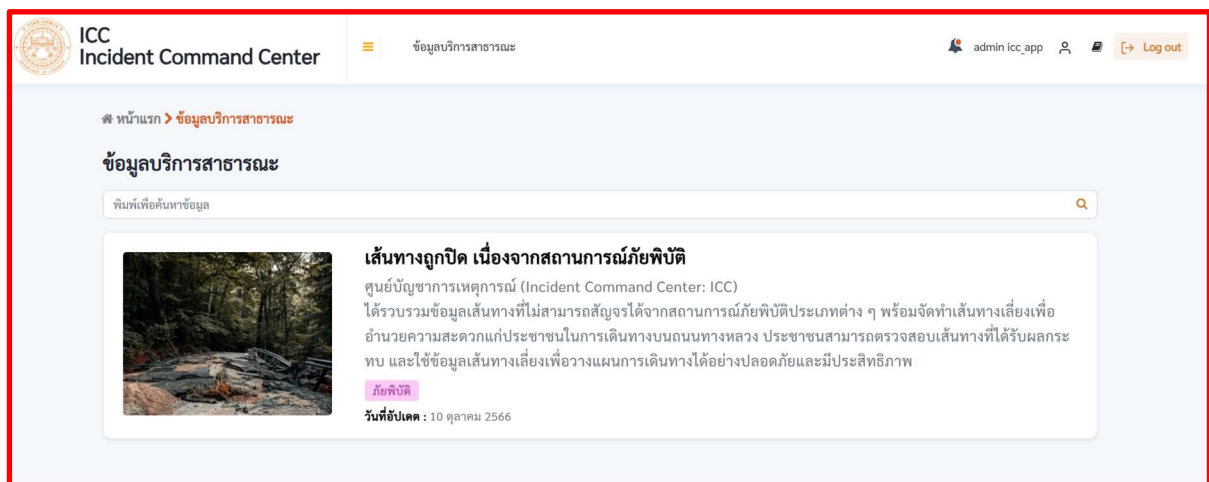 ICC
Incident Command Center
ข้อมูลบริการสาธารณะ
admin icc_app
Log out
หน้าแรก > ข้อมูลบริการสาธารณะ
ข้อมูลบริการสาธารณะ
พิมพ์เพื่อค้นหาข้อมูล
เส้นทางถูกปิด เนื่องจากสถานการณ์ภัยพิบัติ
ศูนย์บัญชาการเหตุการณ์ (Incident Command Center: ICC)
ได้รวบรวมข้อมูลเส้นทางที่ไม่สามารถสัญจรได้จากสถานการณ์ภัยพิบัติประเภทต่าง ๆ พร้อมจัดทำเส้นทางเลี่ยงเพื่อ
อำนวยความสะดวกแก่ประชาชนในการเดินทางบนถนนทางหลวง ประชาชนสามารถตรวจสอบเส้นทางที่ได้รับผลกระ
ทบ และใช้ข้อมูลเส้นทางเลี่ยงเพื่อวางแผนการเดินทางได้อย่างปลอดภัยและมีประสิทธิภาพ
ภัยพิบัติ
วันที่อัปเดต : 10 ตุลาคม 2566